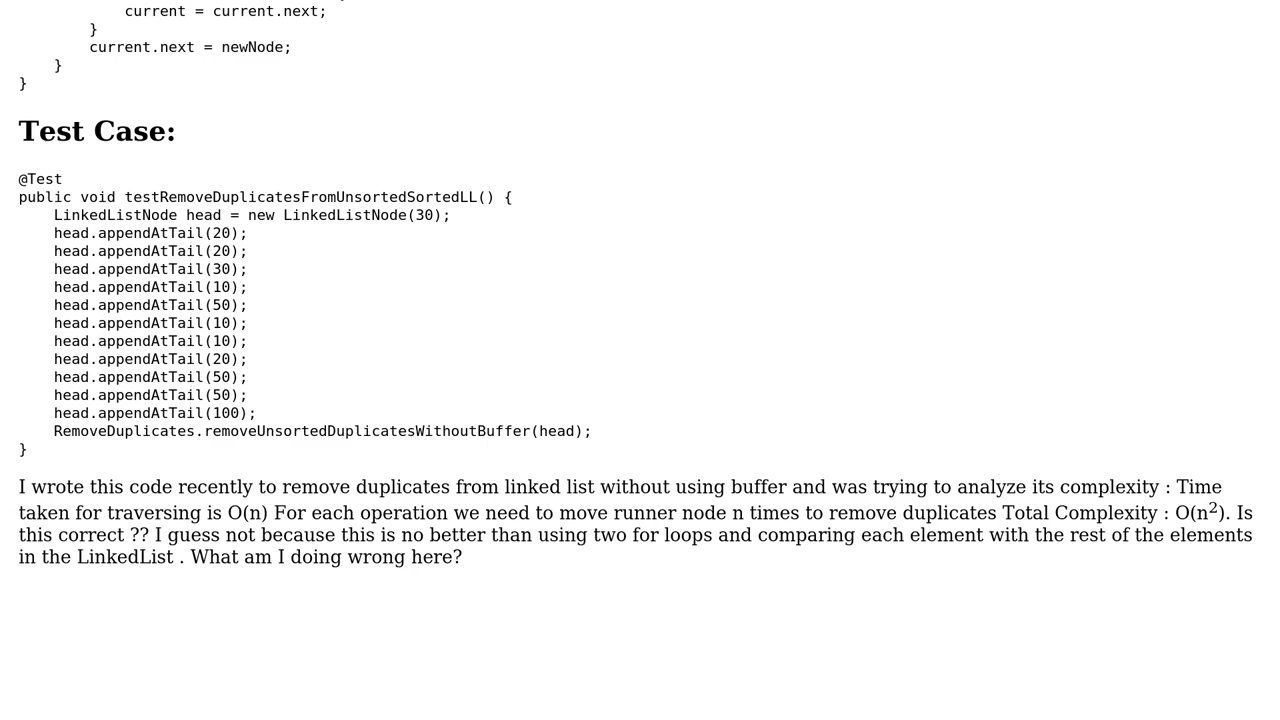 current = current.next;
        }
        current.next = newNode;
    }
}
Test Case:
@Test
public void testRemoveDuplicatesFromUnsortedSortedLL() {
    LinkedListNode head = new LinkedListNode(30);
    head.appendAtTail(20);
    head.appendAtTail(20);
    head.appendAtTail(30);
    head.appendAtTail(10);
    head.appendAtTail(50);
    head.appendAtTail(10);
    head.appendAtTail(10);
    head.appendAtTail(20);
    head.appendAtTail(50);
    head.appendAtTail(50);
    head.appendAtTail(100);
    RemoveDuplicates.removeUnsortedDuplicatesWithoutBuffer(head);
}
I wrote this code recently to remove duplicates from linked list without using buffer and was trying to analyze its complexity : Time
taken for traversing is O(n) For each operation we need to move runner node n times to remove duplicates Total Complexity : O(n²). Is
this correct ?? I guess not because this is no better than using two for loops and comparing each element with the rest of the elements
in the LinkedList . What am I doing wrong here?